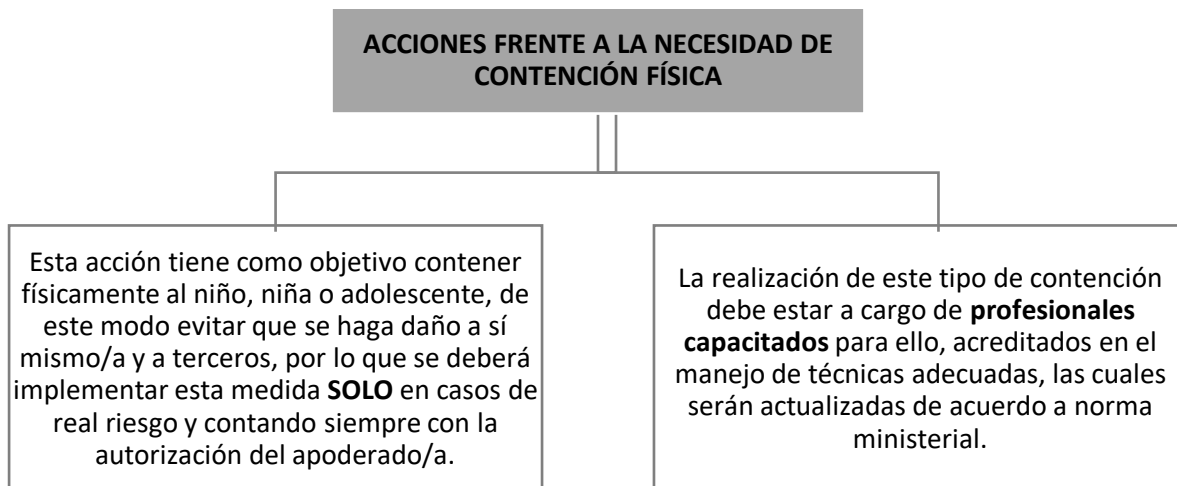 ACCIONES FRENTE A LA NECESIDAD DE
CONTENCIÓN FÍSICA
Esta acción tiene como objetivo contener
físicamente al niño, niña o adolescente, de
este modo evitar que se haga daño a sí
mismo/a y a terceros, por lo que se deberá
implementar esta medida SOLO en casos de
real riesgo y contando siempre con la
autorización del apoderado/a.
La realización de este tipo de contención
debe estar a cargo de profesionales
capacitados para ello, acreditados en el
manejo de técnicas adecuadas, las cuales
serán actualizadas de acuerdo a norma
ministerial.